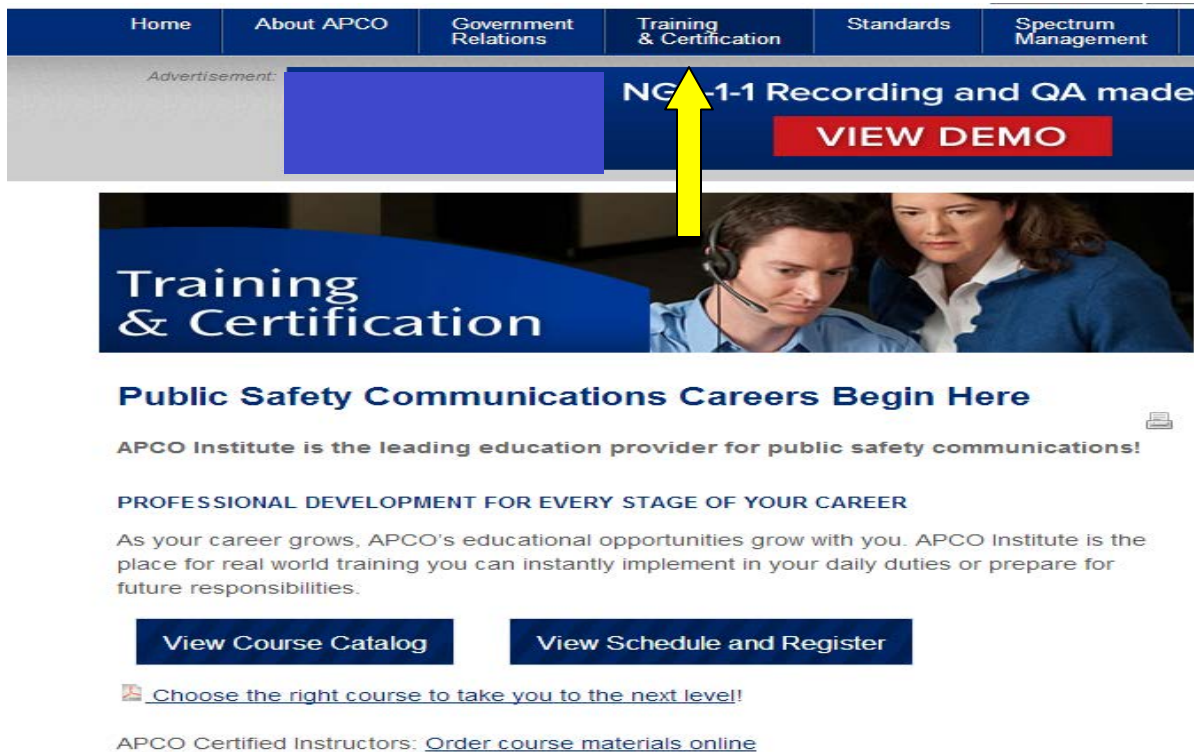 Home
About APCO
Government
Relations
Training
& Certification
Standards
Spectrum
Management
Advertisement:
-1-1 Recording and QA made
VIEW DEMO
Training
& Certification
Public Safety Communications Careers Begin Here
APCO Institute is the leading education provider for public safety communications!
PROFESSIONAL DEVELOPMENT FOR EVERY STAGE OF YOUR CAREER
As your career grows, APCO's educational opportunities grow with you. APCO Institute is the
place for real world training you can instantly implement in your daily duties or prepare for
future responsibilities.
View Course Catalog
View Schedule and Register
Choose the right course to take you to the next level!
APCO Certified Instructors: Order course materials online